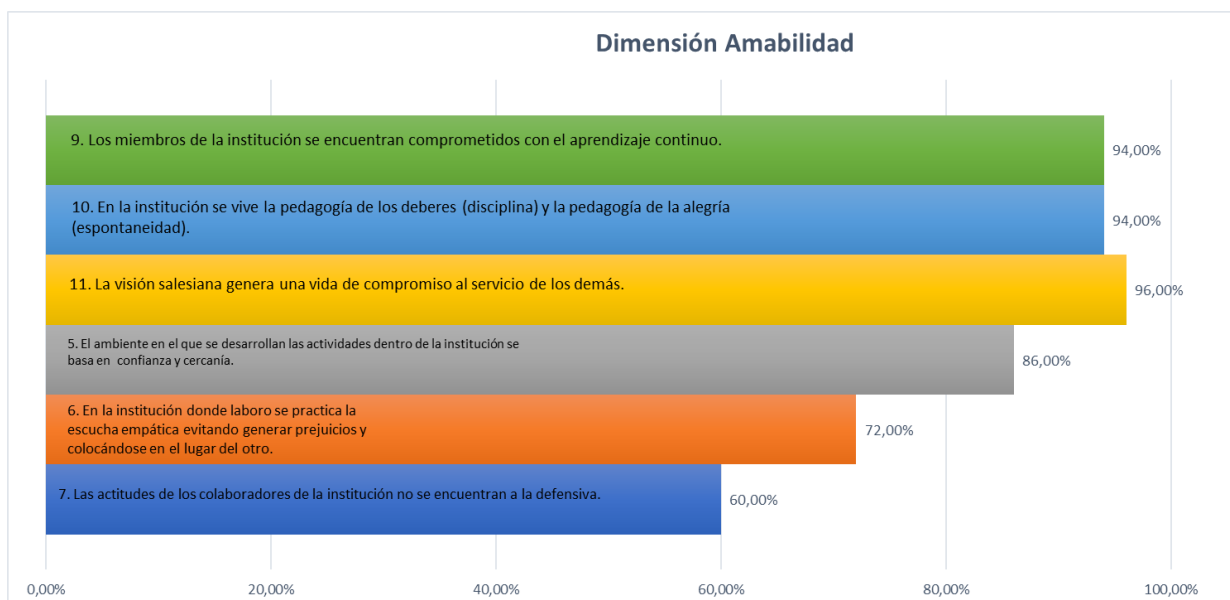 Dimensión Amabilidad
9. Los miembros de la institución se encuentran comprometidos con el aprendizaje continuo.
94,00%
10. En la institución se vive la pedagogía de los deberes (disciplina) y la pedagogía de la alegría
(espontaneidad).
94,00%
11. La visión salesiana genera una vida de compromiso al servicio de los demás.
96,00%
5. El ambiente en el que se desarrollan las actividades dentro de la institución se
basa en  confianza y cercanía.
86,00%
6. En la institución donde laboro se practica la
escucha empática evitando generar prejuicios y
colocándose en el lugar del otro.
72,00%
7. Las actitudes de los colaboradores de la institución no se encuentran a la defensiva.
60,00%
0,00% 20,00% 40,00% 60,00% 80,00% 100,00%